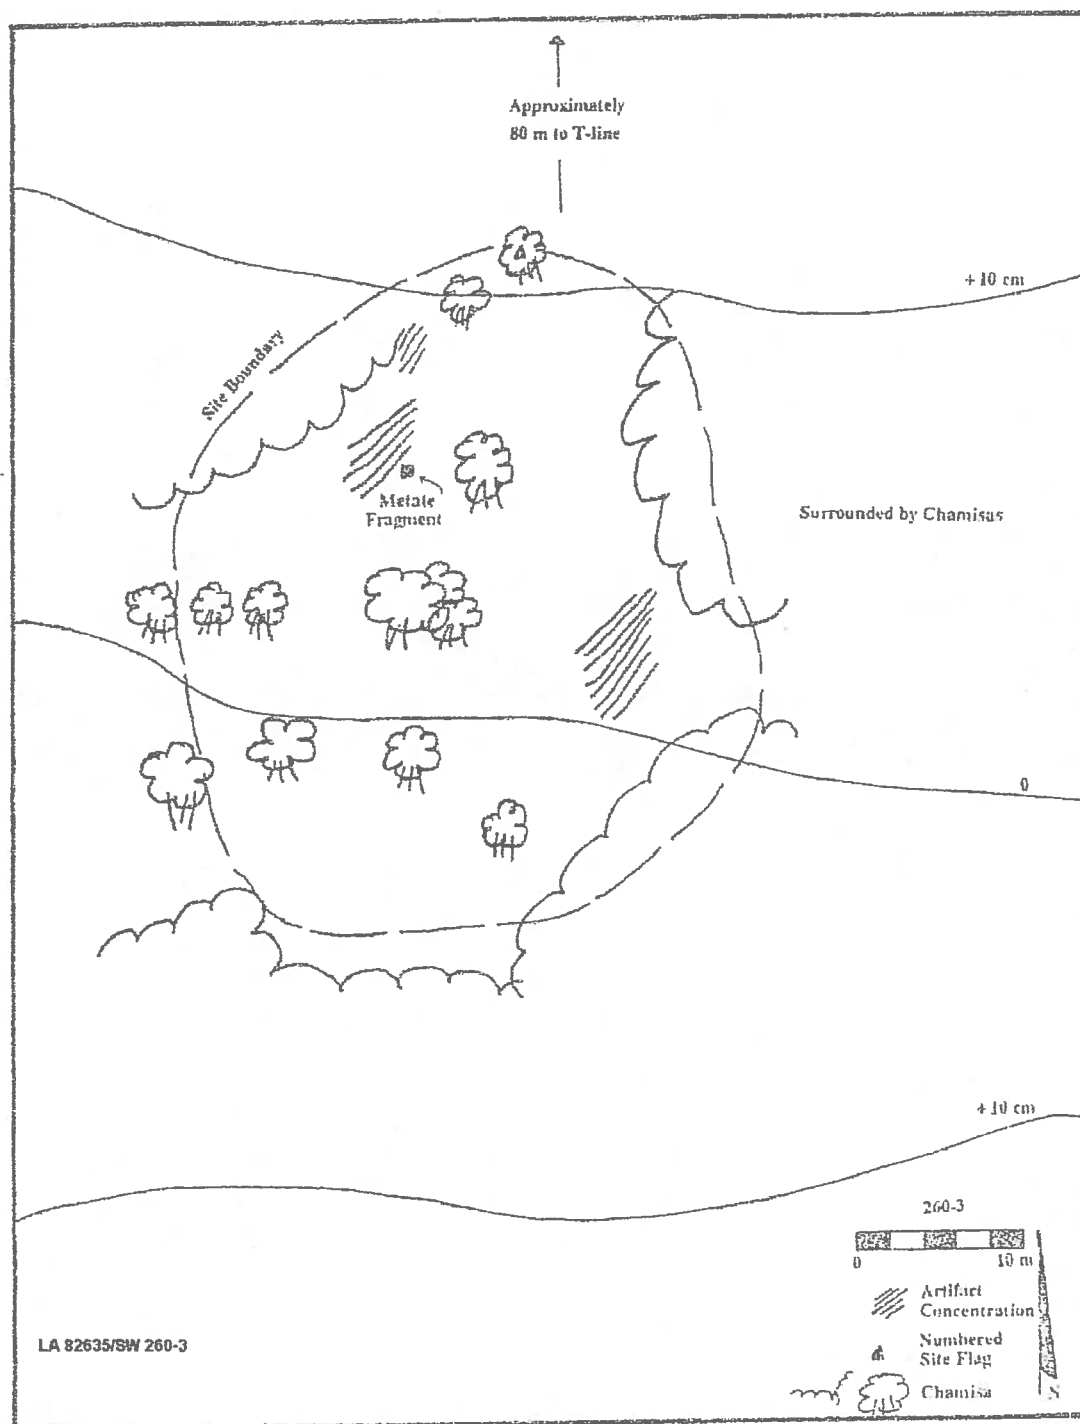 Approximately
80 m to T-line
+10 cm
Site Boundary
Metate
Fragment
Surrounded by Chamisas
0
+10 cm
260-3
0 10 m
Artifact
Concentration
Numbered
Site Flag
Chamisa
N
LA 82635/SW 260-3